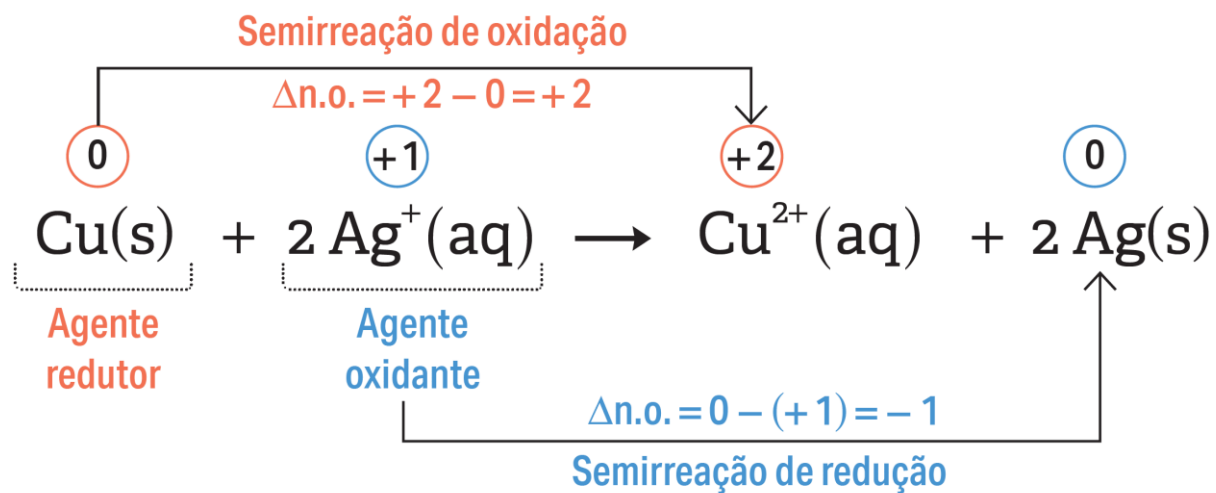 Semirreação de oxidação
Δn.o. = + 2 – 0 = + 2
0 +1 +2 0
Cu(s) + 2 Ag⁺(aq) ⟶ Cu²⁺(aq) + 2 Ag(s)
Agente
redutor
Agente
oxidante
Δn.o. = 0 – (+ 1) = – 1
Semirreação de redução